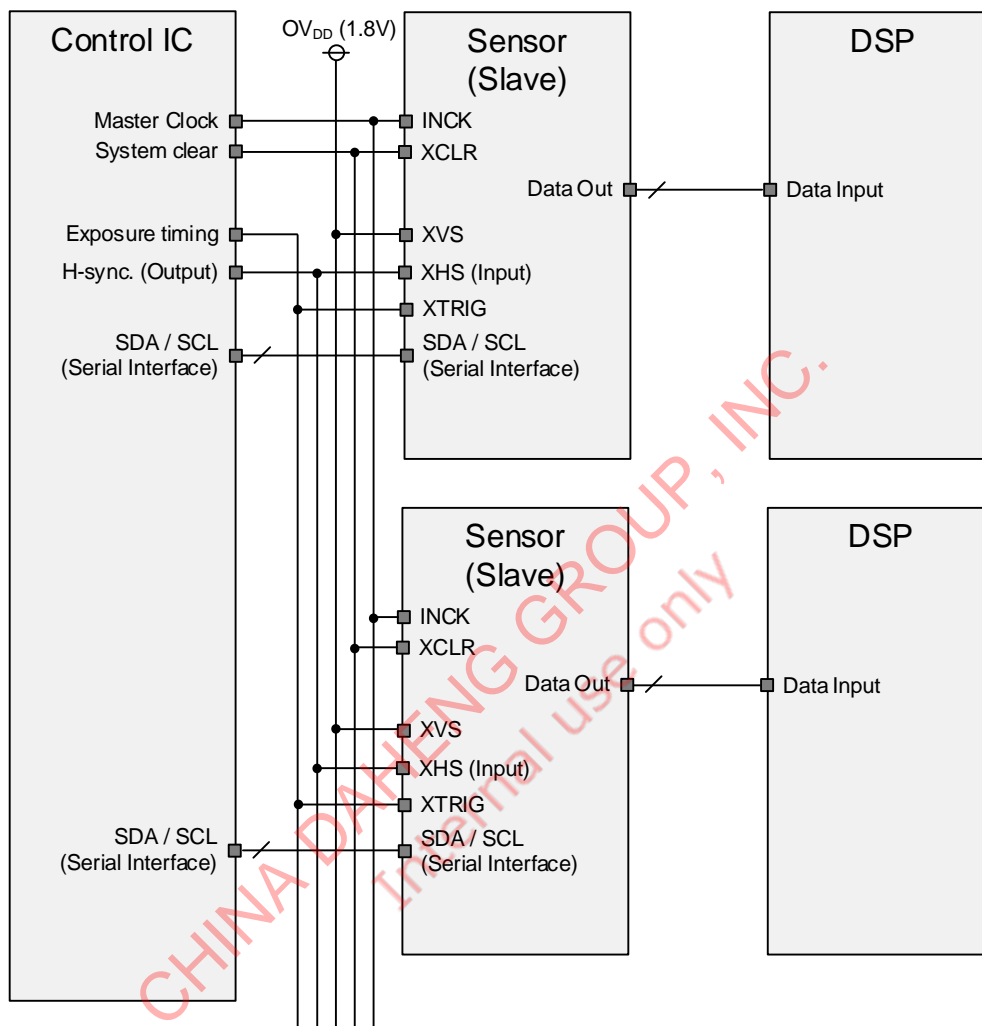 Control IC
OVDD (1.8V)
Sensor
(Slave)
DSP
Master Clock
INCK
System clear
XCLR
Data Out
Data Input
Exposure timing
XVS
H-sync. (Output)
XHS (Input)
XTRIG
SDA / SCL
(Serial Interface)
SDA / SCL
(Serial Interface)
Sensor
(Slave)
DSP
INCK
XCLR
Data Out
Data Input
XVS
XHS (Input)
XTRIG
SDA / SCL
(Serial Interface)
SDA / SCL
(Serial Interface)
CHINA DAHENG GROUP, INC.
Internal use only